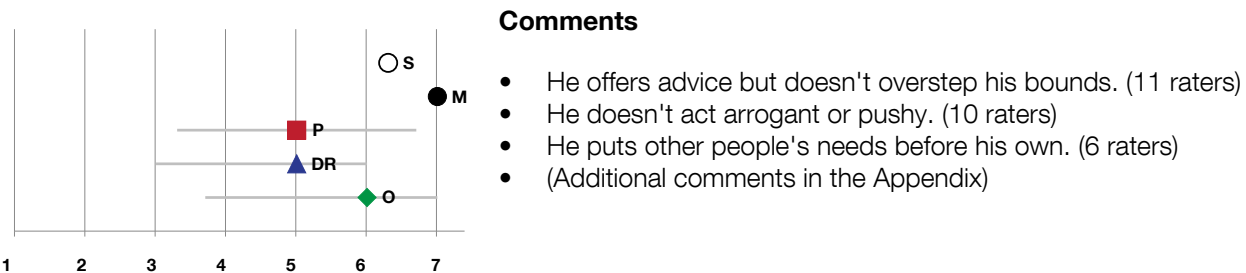 Comments
S
M
P
DR
O
• He offers advice but doesn't overstep his bounds. (11 raters)
• He doesn't act arrogant or pushy. (10 raters)
• He puts other people's needs before his own. (6 raters)
• (Additional comments in the Appendix)
1 2 3 4 5 6 7